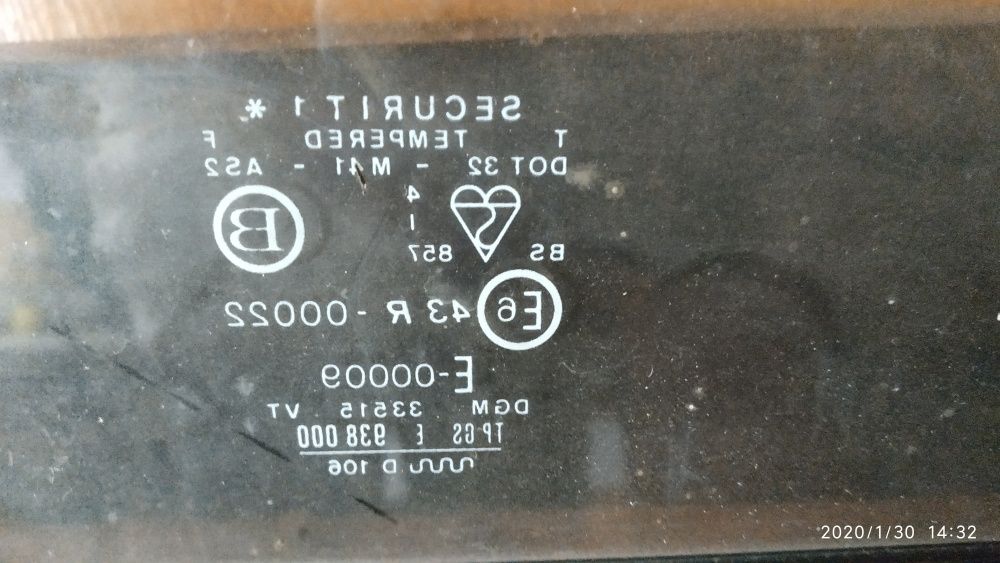 SECURIT 1 *
T TEMPERED F
DOT 32 - M41 - AS2
4
I
B
BS 857
E6 43 R - 00022
E-00009
DGM 33515 VT
938 000
D 106
2020/1/30 14:32